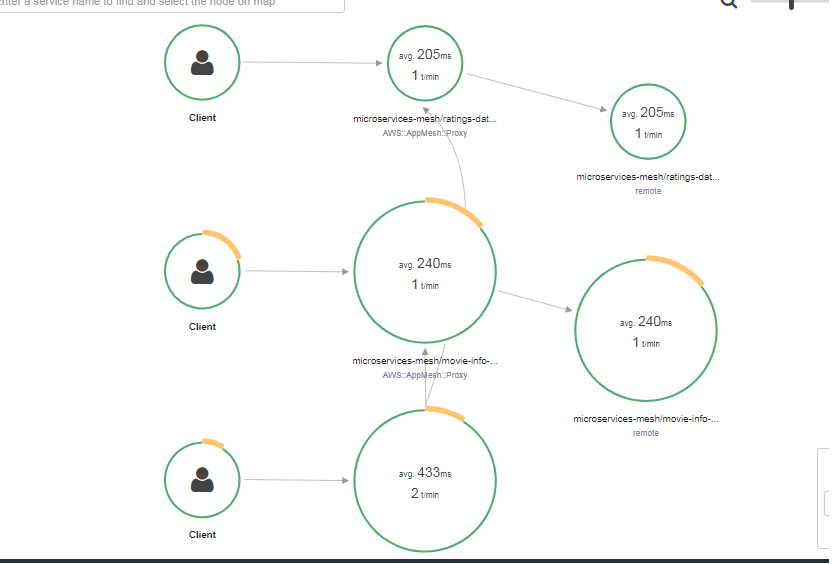 Enter a service name to find and select the node on map
avg. 205ms
1 t/min
Client
microservices-mesh/ratings-dat...
AWS::AppMesh::Proxy
avg. 205ms
1 t/min
microservices-mesh/ratings-dat...
remote
avg. 240ms
1 t/min
Client
microservices-mesh/movie-info-...
AWS::AppMesh::Proxy
avg. 240ms
1 t/min
microservices-mesh/movie-info-...
remote
avg. 433ms
2 t/min
Client